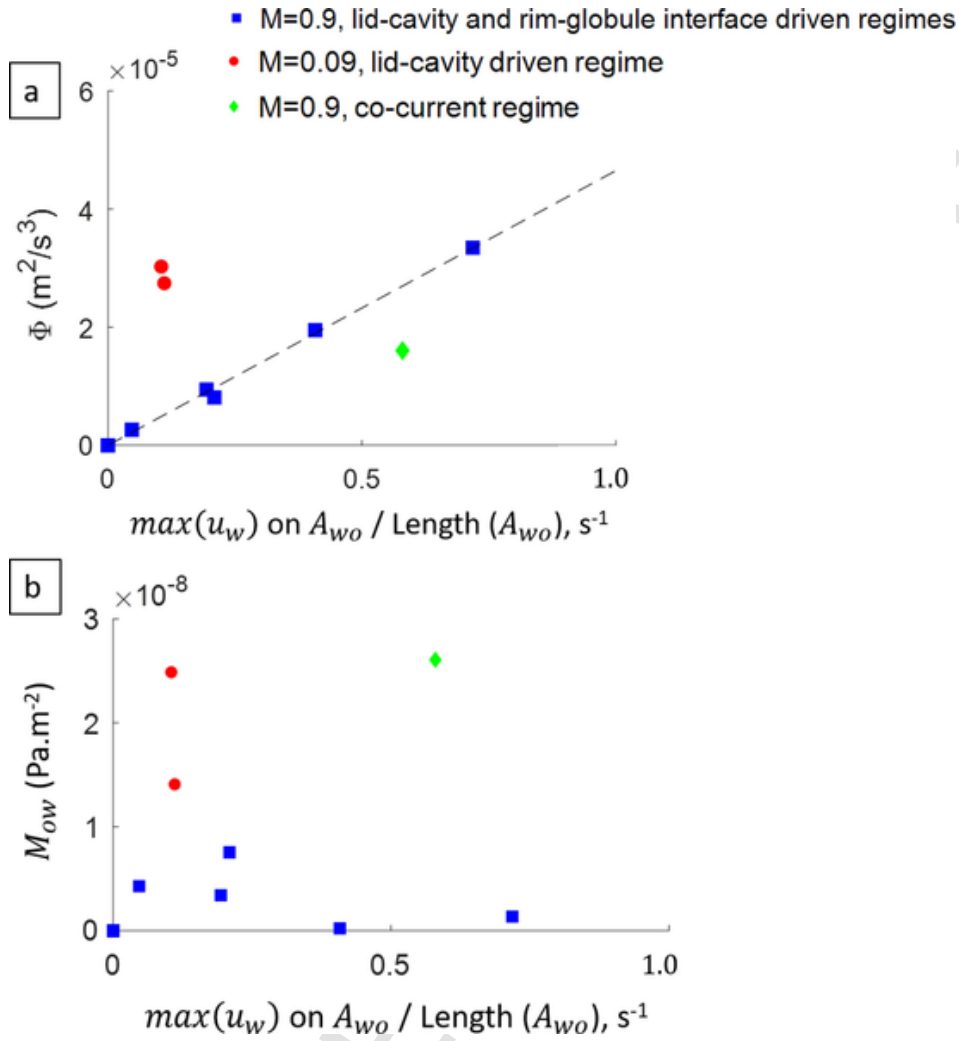 M=0.9, lid-cavity and rim-globule interface driven regimes
M=0.09, lid-cavity driven regime
M=0.9, co-current regime
a
×10⁻⁵
6
4
2
0
Φ (m²/s³)
0 0.5 1.0
max(u_w) on A_wo / Length (A_wo), s⁻¹
b
×10⁻⁸
3
2
1
0
M_ow (Pa.m⁻²)
0 0.5 1.0
max(u_w) on A_wo / Length (A_wo), s⁻¹